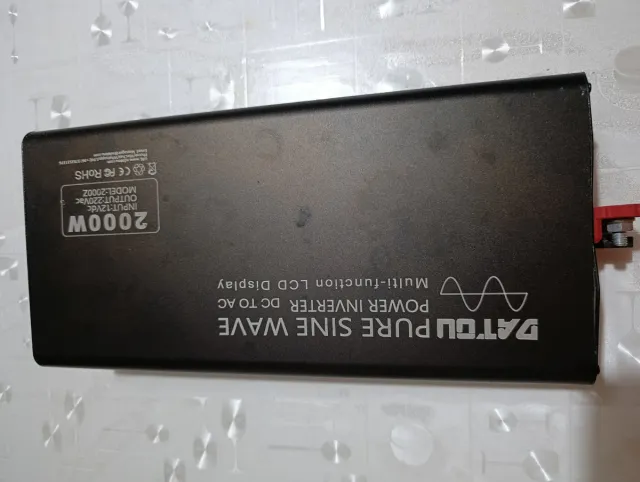 DATOU PURE SINE WAVE
POWER INVERTER DC TO AC
Multi-function LCD Display
2000W
INPUT:12Vdc
OUTPUT:220Vac
MODEL:2000Z
CE RoHS